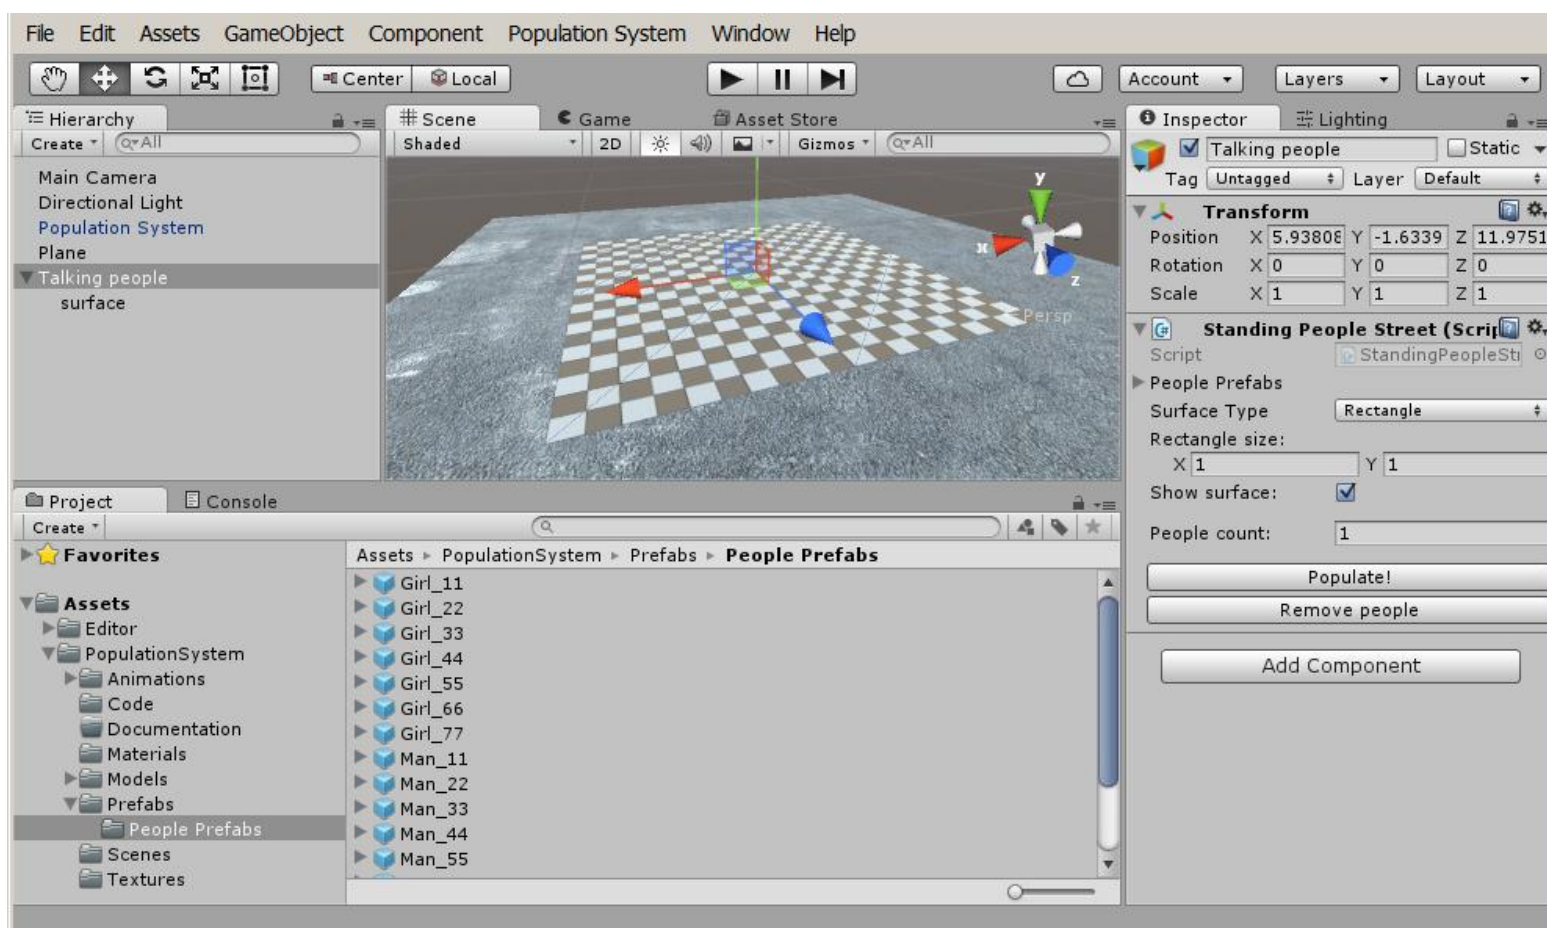 File Edit Assets GameObject Component Population System Window Help
Center Local Account Layers Layout
Hierarchy
Create All
Main Camera
Directional Light
Population System
Plane
Talking people
surface
Scene Game Asset Store
Shaded 2D Gizmos All
y
x
z
Persp
Inspector Lighting
Talking people Static
Tag Untagged Layer Default
Transform
Position X 5.93808 Y -1.6339 Z 11.9751
Rotation X 0 Y 0 Z 0
Scale X 1 Y 1 Z 1
Standing People Street (Scrip
Script StandingPeopleStr
People Prefabs
Surface Type Rectangle
Rectangle size:
X 1 Y 1
Show surface:
People count: 1
Populate!
Remove people
Add Component
Project Console
Create
Favorites
Assets
Editor
PopulationSystem
Animations
Code
Documentation
Materials
Models
Prefabs
People Prefabs
Scenes
Textures
Assets PopulationSystem Prefabs People Prefabs
Girl_11
Girl_22
Girl_33
Girl_44
Girl_55
Girl_66
Girl_77
Man_11
Man_22
Man_33
Man_44
Man_55